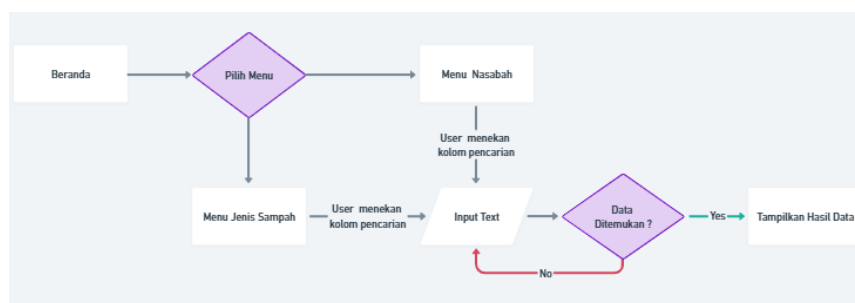 Beranda
Pilih Menu
Menu Nasabah
User menekan
kolom pencarian
Menu Jenis Sampah
User menekan
kolom pencarian
Input Text
Data
Ditemukan ?
Yes
Tampilkan Hasil Data
No